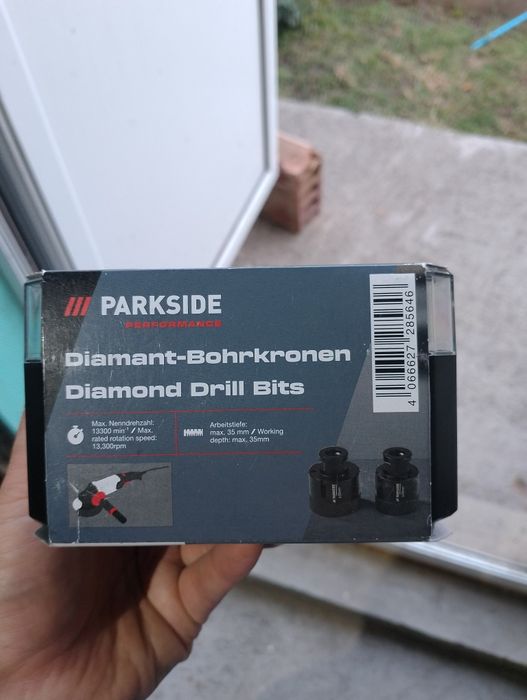 PARKSIDE
PERFORMANCE
Diamant-Bohrkronen
Diamond Drill Bits
Max. Nenndrehzahl:
13300 min⁻¹ / Max.
rated rotation speed:
13,300rpm
Arbeitstiefe:
max. 35 mm / Working
depth: max, 35mm
4 066627 285646